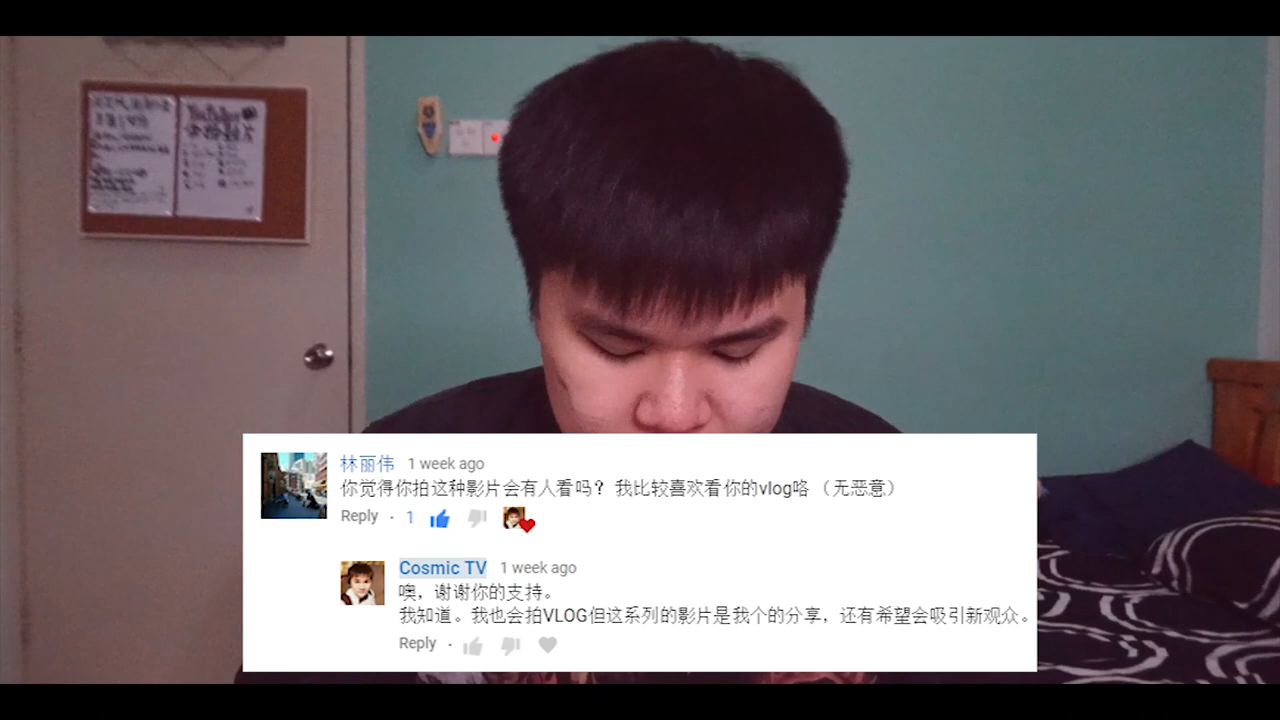 YouTuber
林丽伟 1 week ago
你觉得你拍这种影片会有人看吗？ 我比较喜欢看你的vlog咯 （无恶意）
Reply · 1
Cosmic TV 1 week ago
噢，谢谢你的支持。
我知道。我也会拍VLOG但这系列的影片是我个的分享，还有希望会吸引新观众。
Reply ·